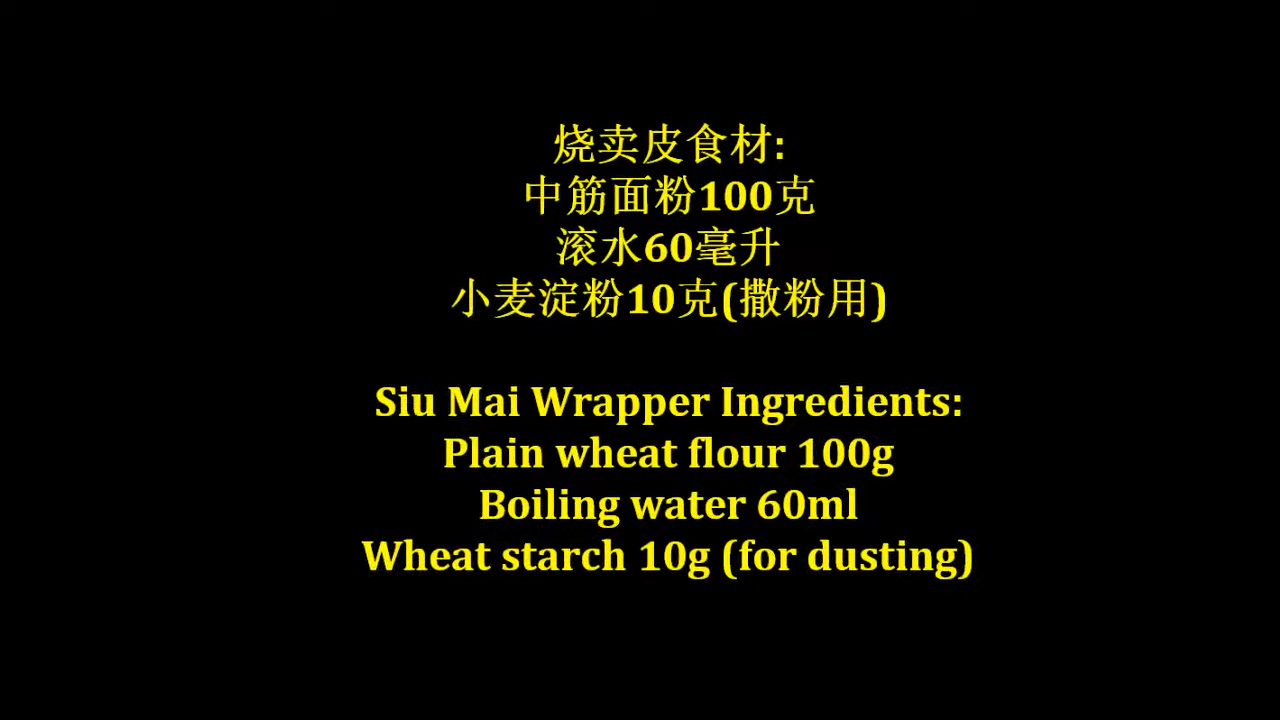 烧卖皮食材:
中筋面粉100克
滚水60毫升
小麦淀粉10克(撒粉用)
Siu Mai Wrapper Ingredients:
Plain wheat flour 100g
Boiling water 60ml
Wheat starch 10g (for dusting)